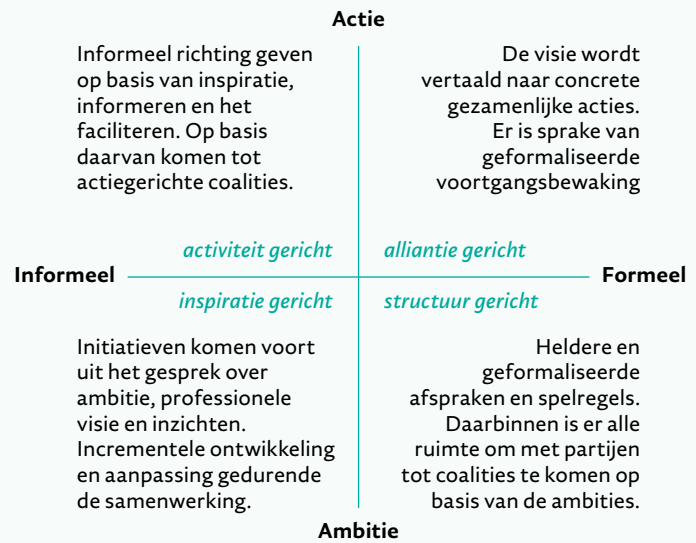 Actie
Informeel richting geven
op basis van inspiratie,
informeren en het
faciliteren. Op basis
daarvan komen tot
actiegerichte coalities.
De visie wordt
vertaald naar concrete
gezamenlijke acties.
Er is sprake van
geformaliseerde
voortgangsbewaking
activiteit gericht
alliantie gericht
Informeel
Formeel
inspiratie gericht
structuur gericht
Initiatieven komen voort
uit het gesprek over
ambitie, professionele
visie en inzichten.
Incrementele ontwikkeling
en aanpassing gedurende
de samenwerking.
Heldere en
geformaliseerde
afspraken en spelregels.
Daarbinnen is er alle
ruimte om met partijen
tot coalities te komen op
basis van de ambities.
Ambitie